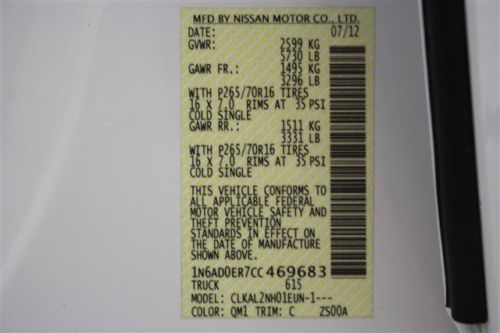 MFD BY NISSAN MOTOR CO., LTD.
DATE: 07/12
GVWR: 2599 KG
5730 LB
GAWR FR.: 1495 KG
3296 LB
WITH P265/70R16 TIRES
16 X 7.0 RIMS AT 35 PSI
COLD SINGLE
GAWR RR.: 1511 KG
3331 LB
WITH P265/70R16 TIRES
16 X 7.0 RIMS AT 35 PSI
COLD SINGLE
THIS VEHICLE CONFORMS TO
ALL APPLICABLE FEDERAL
MOTOR VEHICLE SAFETY AND
THEFT PREVENTION
STANDARDS IN EFFECT ON
THE DATE OF MANUFACTURE
SHOWN ABOVE.
1N6AD0ER7CC469683
TRUCK 615
MODEL: CLKAL2NH01EUN-1---
COLOR: QM1 TRIM: C ZS00A